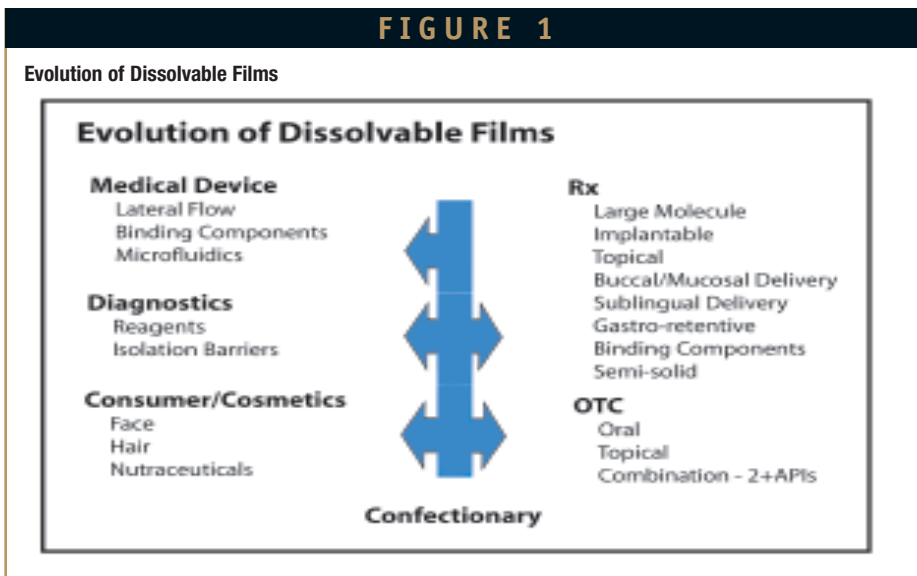 FIGURE 1
Evolution of Dissolvable Films
Evolution of Dissolvable Films
Medical Device
Lateral Flow
Binding Components
Microfluidics
Diagnostics
Reagents
Isolation Barriers
Consumer/Cosmetics
Face
Hair
Nutraceuticals
Rx
Large Molecule
Implantable
Topical
Buccal/Mucosal Delivery
Sublingual Delivery
Gastro-retentive
Binding Components
Semi-solid
OTC
Oral
Topical
Combination - 2+APIs
Confectionary